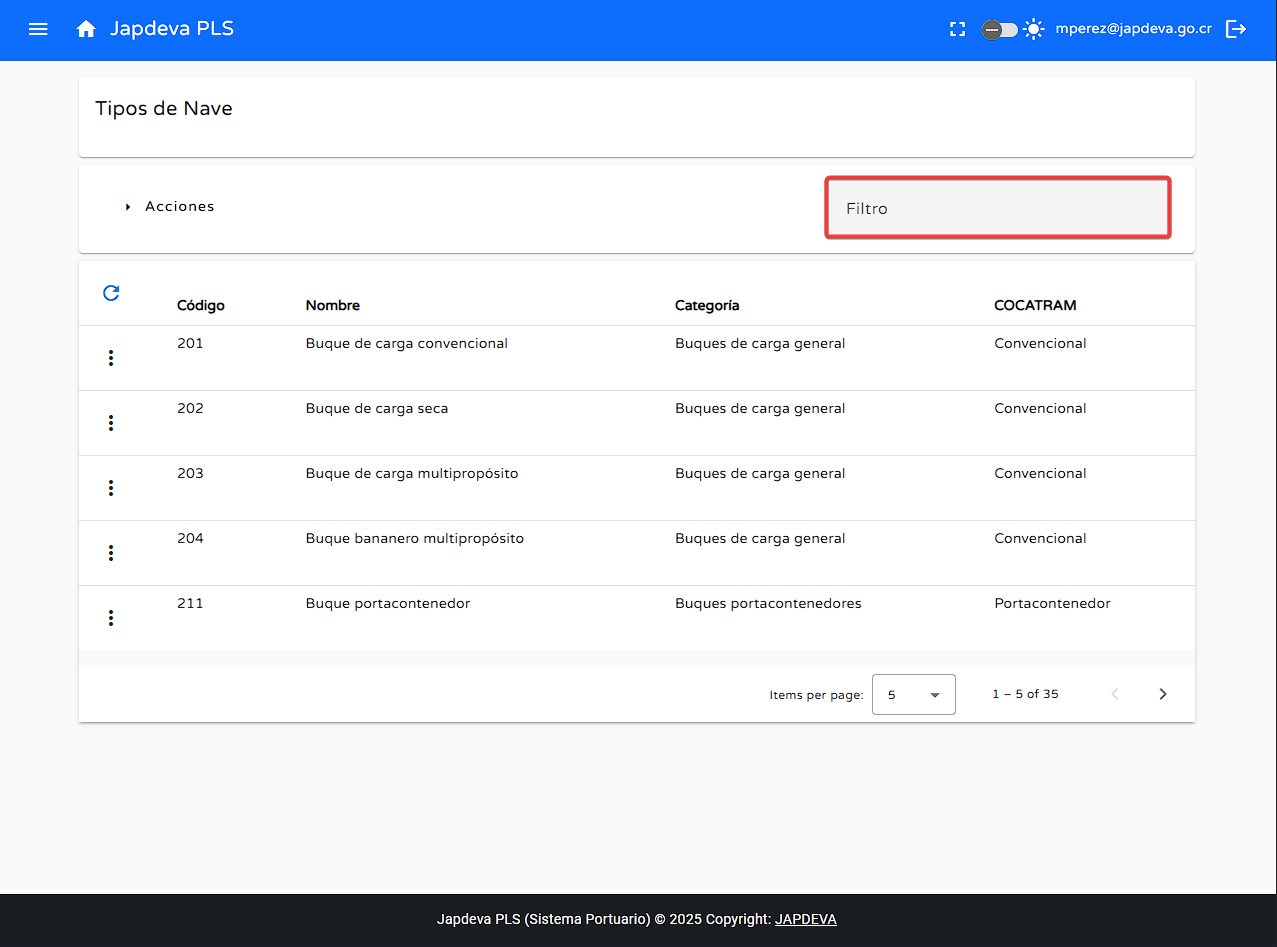 Japdeva PLS mperez@japdeva.go.cr
Tipos de Nave
Acciones Filtro
Código Nombre Categoría COCATRAM
201 Buque de carga convencional Buques de carga general Convencional
202 Buque de carga seca Buques de carga general Convencional
203 Buque de carga multipropósito Buques de carga general Convencional
204 Buque bananero multipropósito Buques de carga general Convencional
211 Buque portacontenedor Buques portacontenedores Portacontenedor
Items per page: 5 1 – 5 of 35
Japdeva PLS (Sistema Portuario) © 2025 Copyright: JAPDEVA